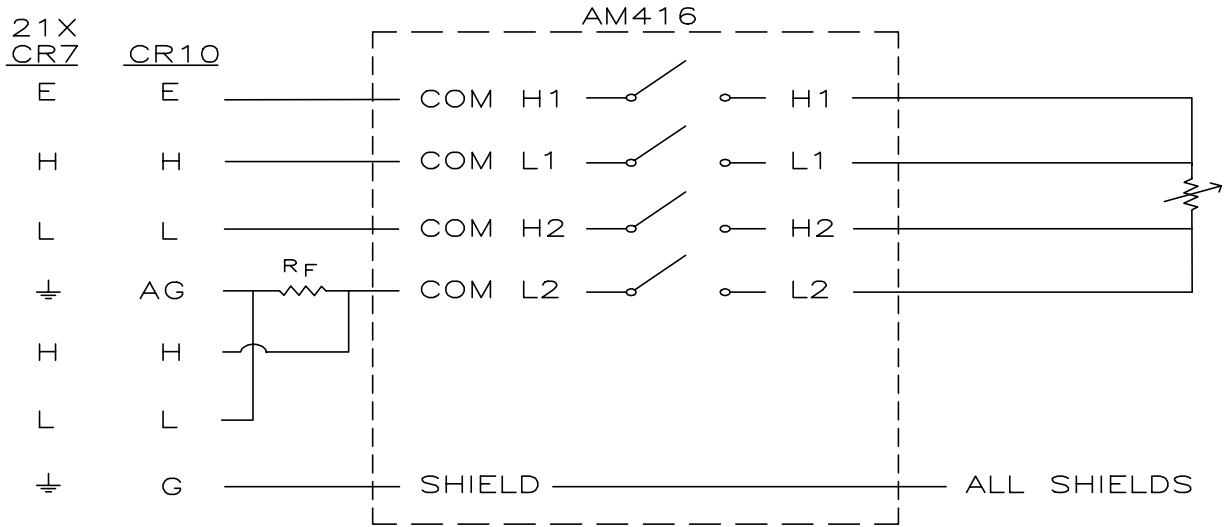 AM416
21X
CR7 CR10
E E COM H1 H1
H H COM L1 L1
L L COM H2 H2
RF
AG COM L2 L2
H H
L L
G SHIELD ALL SHIELDS